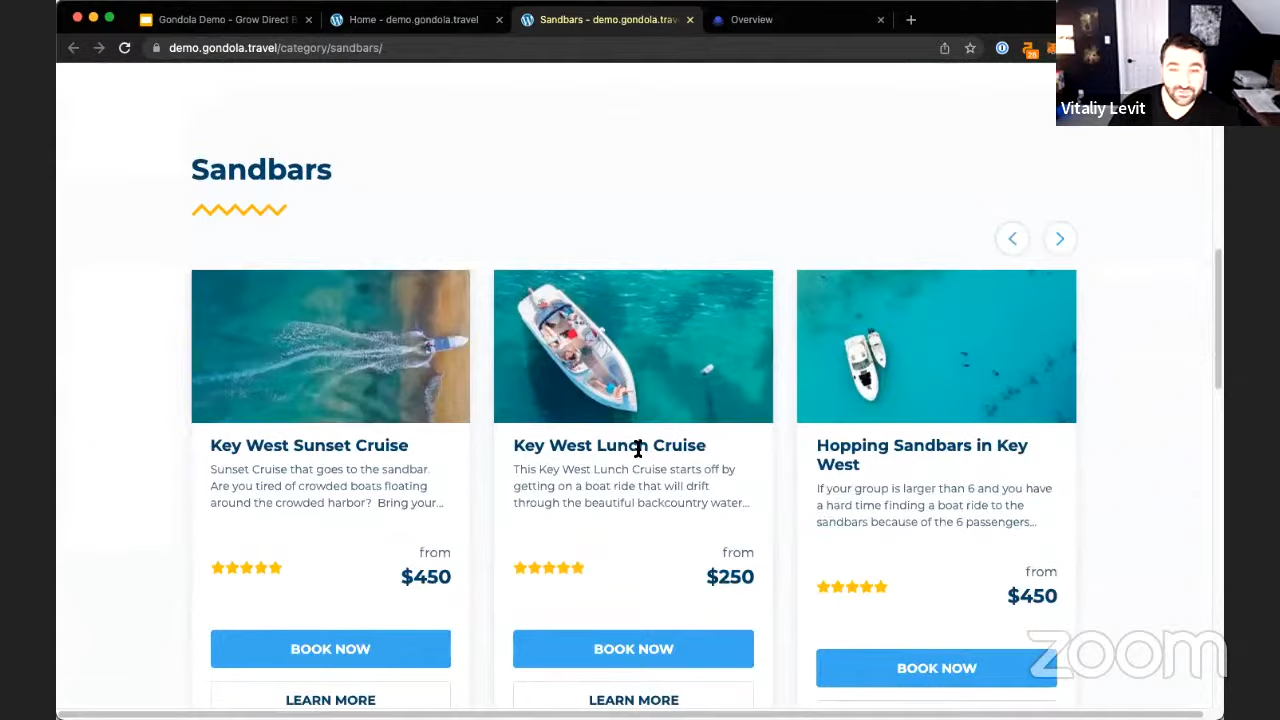 Gondola Demo - Grow Direct B
Home - demo.gondola.travel
Sandbars - demo.gondola.trav
Overview
demo.gondola.travel/category/sandbars/
28
Vitaliy Levit
Sandbars
Key West Sunset Cruise
Sunset Cruise that goes to the sandbar.
Are you tired of crowded boats floating
around the crowded harbor? Bring your...
from
$450
BOOK NOW
LEARN MORE
Key West Lunch Cruise
This Key West Lunch Cruise starts off by
getting on a boat ride that will drift
through the beautiful backcountry water...
from
$250
BOOK NOW
LEARN MORE
Hopping Sandbars in Key
West
If your group is larger than 6 and you have
a hard time finding a boat ride to the
sandbars because of the 6 passengers...
from
$450
BOOK NOW
zoom